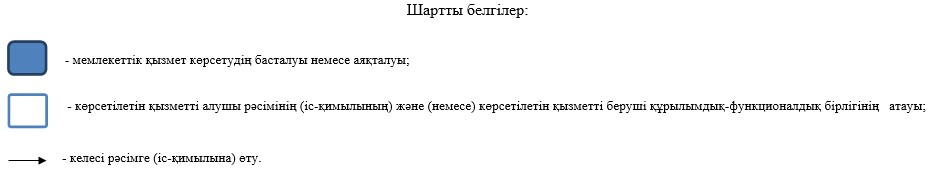 Шартты белгілер:
- мемлекеттік қызмет көрсетудің басталуы немесе аяқталуы;
- көрсетілетін қызметті алушы рәсімінің (іс-қимылының) және (немесе) көрсетілетін қызметті беруші құрылымдық-функционалдық бірлігінің атауы;
- келесі рәсімге (іс-қимылына) өту.